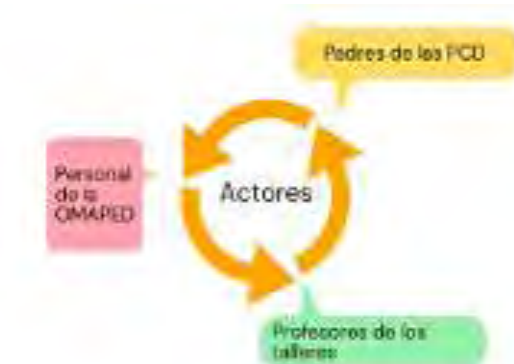 Padres de las PCD
Personal
de la
OMAPED
Actores
Profesores de los
talleres